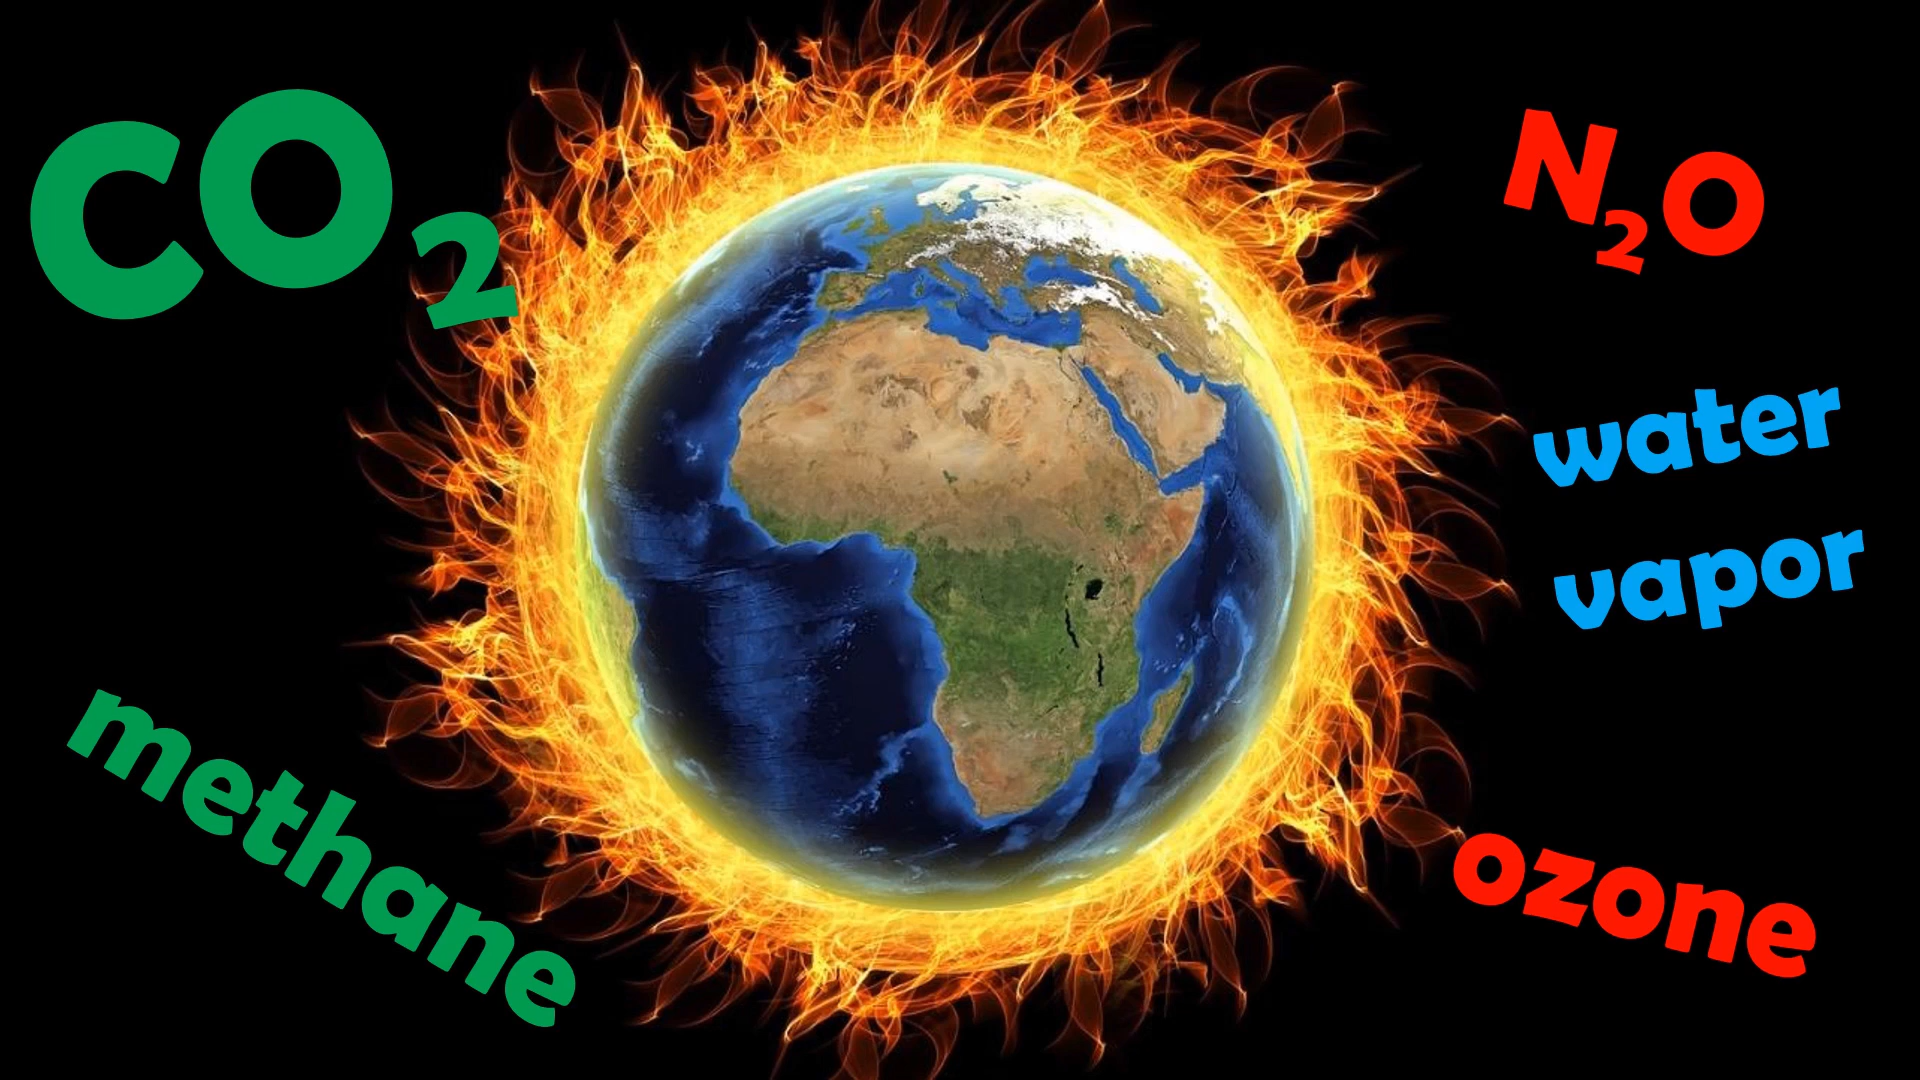 CO₂
N₂O
water
vapor
methane
ozone